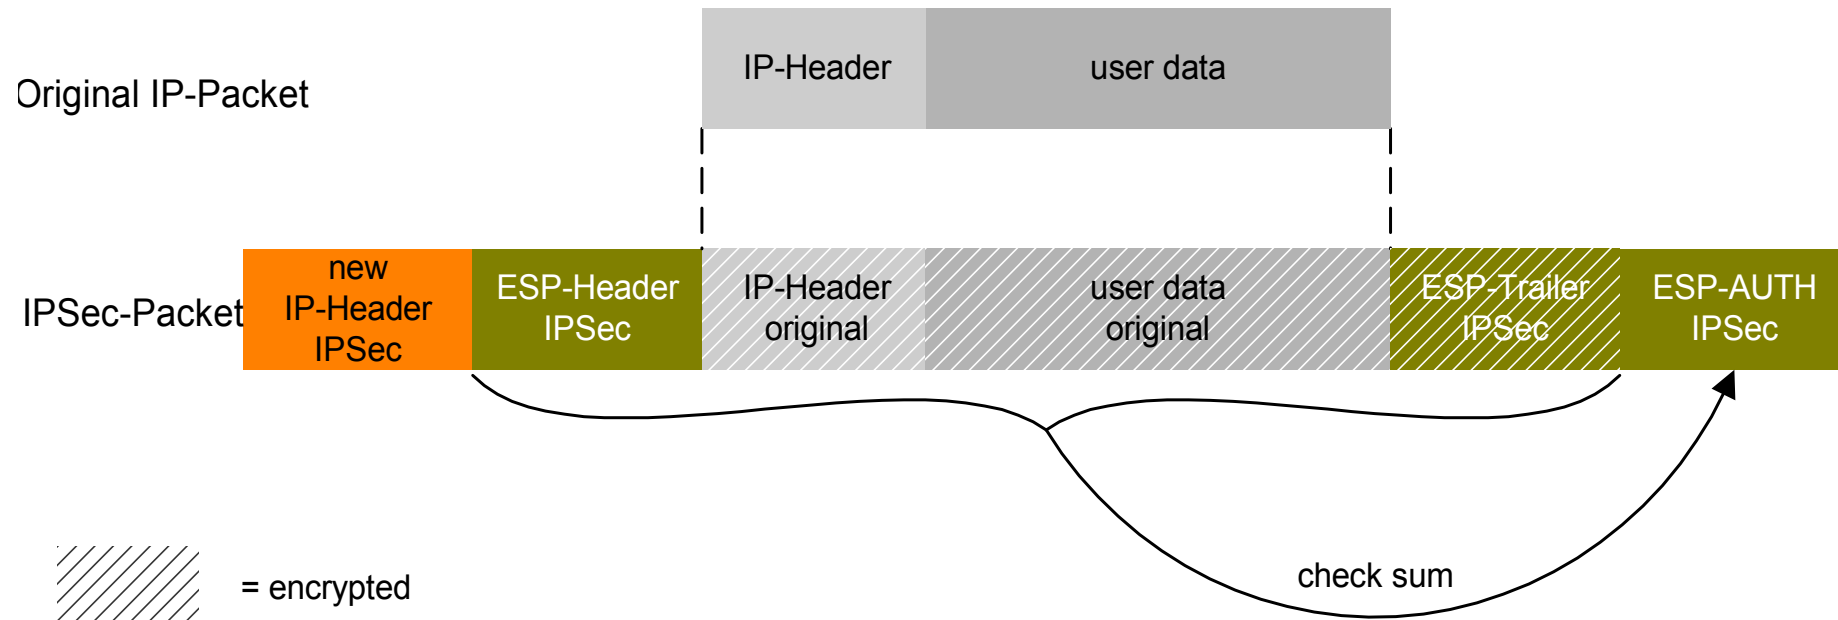 Original IP-Packet
IP-Header
user data
IPSec-Packet
new
IP-Header
IPSec
ESP-Header
IPSec
IP-Header
original
user data
original
ESP-Trailer
IPSec
ESP-AUTH
IPSec
check sum
= encrypted